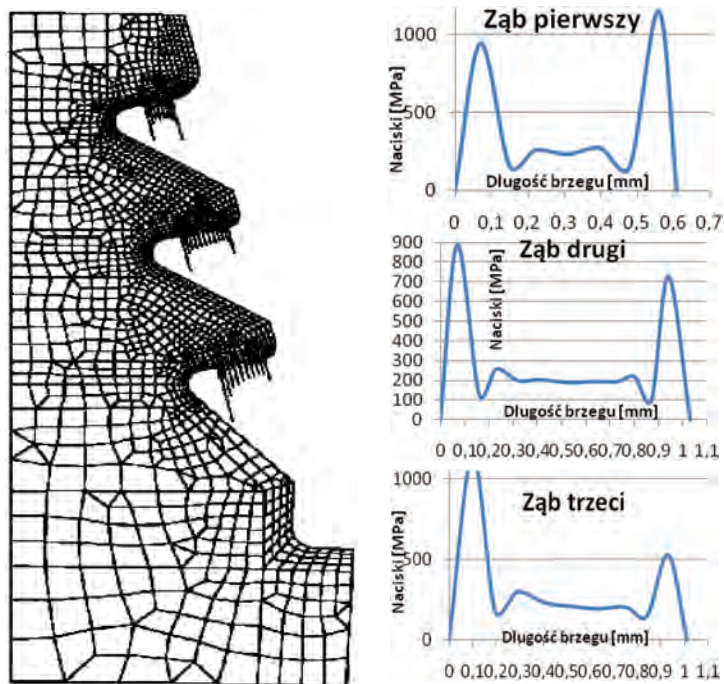 Ząb pierwszy
Naciski [MPa]
1000
500
0
Długość brzegu [mm]
0 0,1 0,2 0,3 0,4 0,5 0,6 0,7
Ząb drugi
Naciski [MPa]
900
800
700
600
500
400
300
200
100
0
Długość brzegu [mm]
0 0,10,20,30,40,50,60,70,80,9 1 1,1
Ząb trzeci
Naciski [MPa]
1000
500
0
Długość brzegu [mm]
0 0,10,20,30,40,50,60,70,80,9 1 1,1